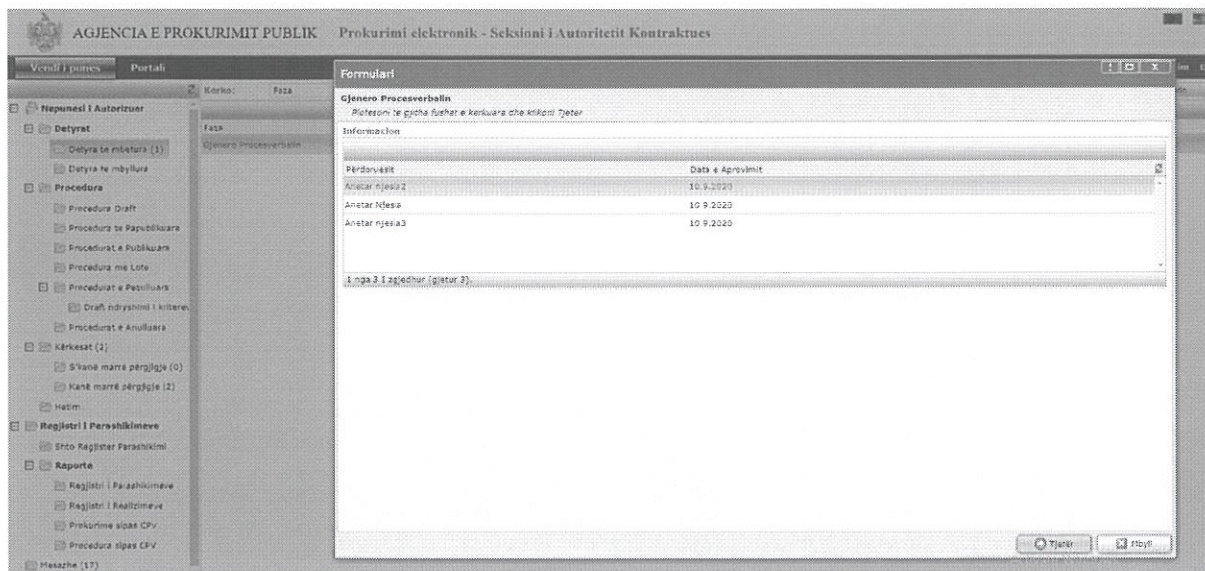 AGJENCIA E PROKURIMIT PUBLIK Prokurimi elektronik - Seksioni i Autoritetit Kontraktues
Vendi i punes Portali
Kerko: Faza
Nepunesi i Autorizuar
Detyrat
Detyra te mbetura (1)
Detyra te mbyllura
Procedura
Procedura Draft
Procedura te Papublikuara
Procedurat e Publikuara
Procedura me Lote
Procedurat e Pezulluara
Draft ndryshimi i kritere
Procedurat e Anulluara
Kërkesat (2)
S'kanë marrë përgjigje (0)
Kanë marrë përgjigje (2)
Hatim
Regjistri i Parashikimeve
Shto Regjister Parashikimi
Raporte
Regjistri i Parashikimeve
Regjistri i Realizimeve
Prokurime sipas CPV
Procedura sipas CPV
Mesazhe (17)
Faza
Gjenero Procesverbalin
Formulari
Gjenero Procesverbalin
Plotesoni te gjitha fushat e kerkuara dhe klikoni Tjeter
Informacion
Përdoruesit Data e Aprovimit
Anetar njesia2 10.9.2020
Anetar Njesia 10.9.2020
Anetar njesia3 10.9.2020
1 nga 3 i zgjedhur (gjetur 3).
Tjetër Mbyll